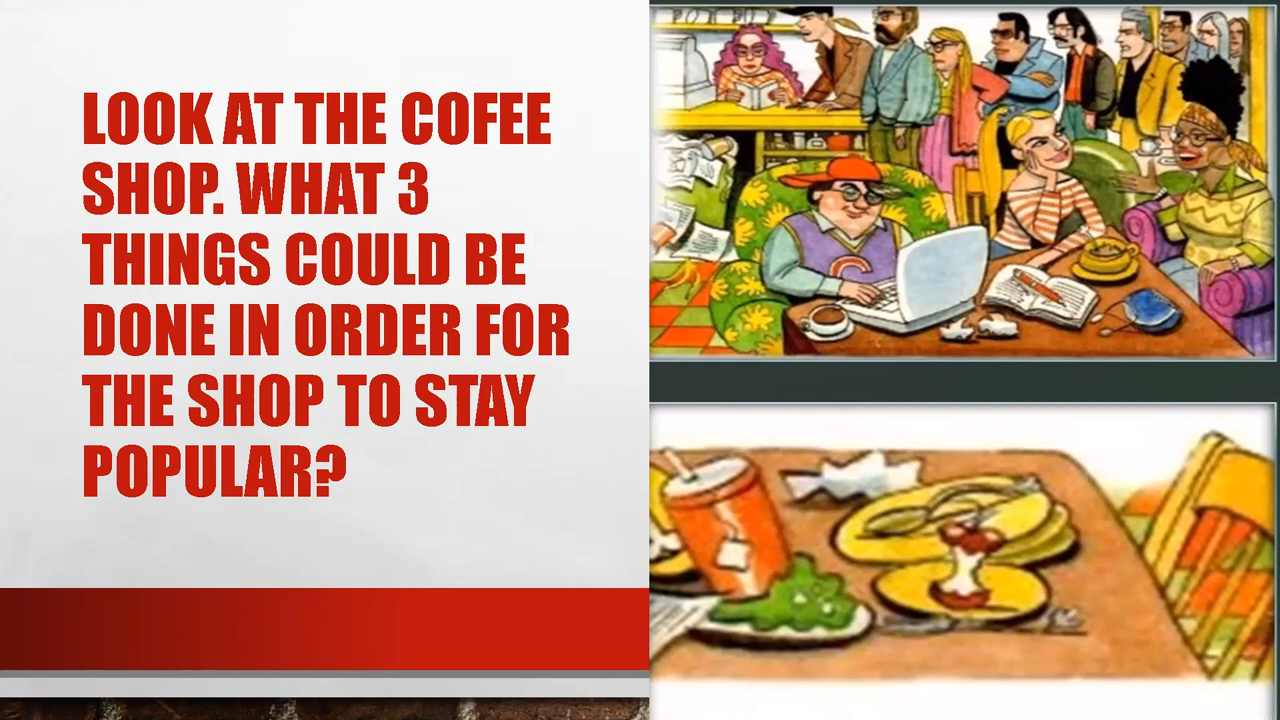 LOOK AT THE COFEE
SHOP. WHAT 3
THINGS COULD BE
DONE IN ORDER FOR
THE SHOP TO STAY
POPULAR?
C